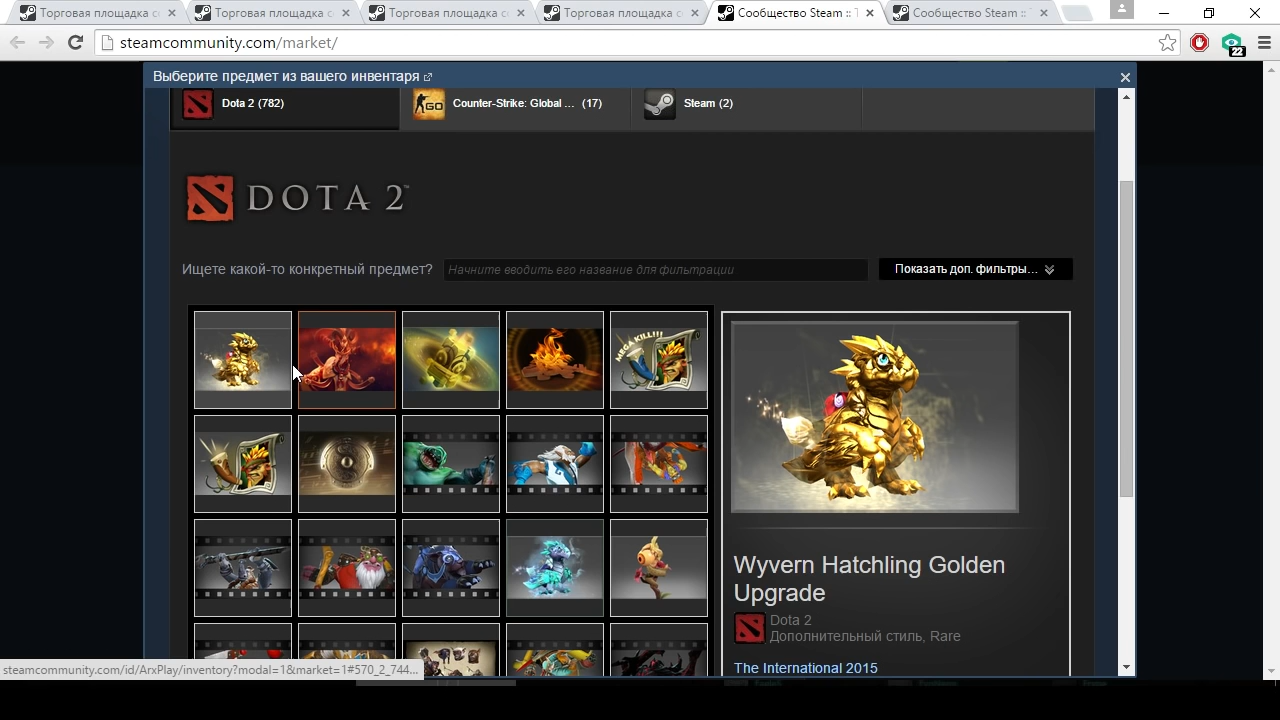 Торговая площадка с
Торговая площадка с
Торговая площадка с
Торговая площадка с
Сообщество Steam :: Т
Сообщество Steam ::
steamcommunity.com/market/
22
Выберите предмет из вашего инвентаря
Dota 2 (782)
GO
Counter-Strike: Global ... (17)
Steam (2)
DOTA 2™
Ищете какой-то конкретный предмет?
Начните вводить его название для фильтрации
Показать доп. фильтры...
MEGA KILL!!!
Wyvern Hatchling Golden
Upgrade
Dota 2
Дополнительный стиль, Rare
The International 2015
steamcommunity.com/id/ArxPlay/inventory?modal=1&market=1#570_2_744...